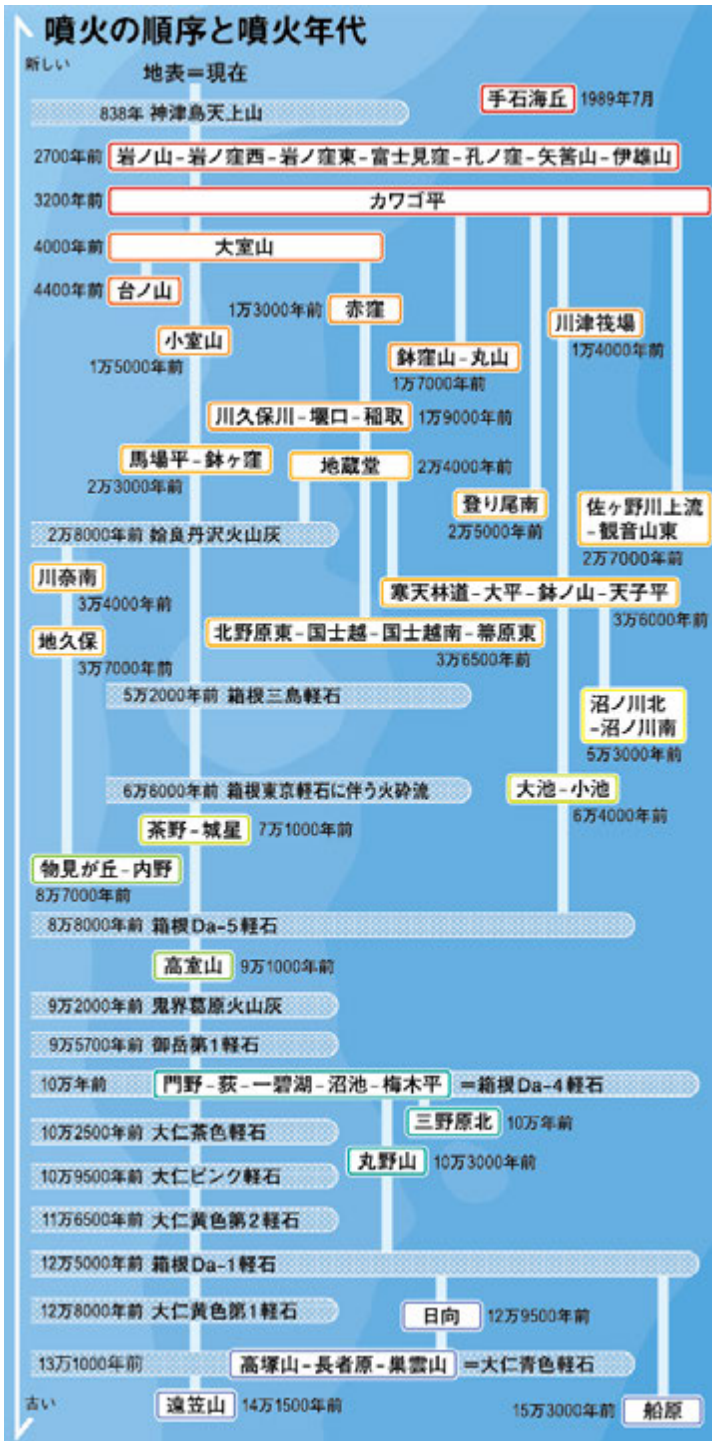 噴火の順序と噴火年代
新しい
地表＝現在
手石海丘 1989年7月
838年 神津島天上山
2700年前 岩ノ山－岩ノ窪西－岩ノ窪東－富士見窪－孔ノ窪－矢筈山－伊雄山
3200年前 カワゴ平
4000年前 大室山
4400年前 台ノ山
1万3000年前 赤窪
川津筏場
1万4000年前
小室山
1万5000年前
鉢窪山－丸山
1万7000年前
川久保川－堰口－稲取 1万9000年前
馬場平－鉢ヶ窪
2万3000年前
地蔵堂 2万4000年前
登り尾南
2万5000年前
佐ヶ野川上流
－観音山東
2万7000年前
2万8000年前 姶良丹沢火山灰
川奈南
3万4000年前
寒天林道－大平－鉢ノ山－天子平
3万6000年前
北野原東－国士越－国士越南－箒原東
3万6500年前
地久保
3万7000年前
5万2000年前 箱根三島軽石
沼ノ川北
－沼ノ川南
5万3000年前
大池－小池
6万4000年前
6万6000年前 箱根東京軽石に伴う火砕流
茶野－城星 7万1000年前
物見が丘－内野
8万7000年前
8万8000年前 箱根Da-5軽石
高室山 9万1000年前
9万2000年前 鬼界葛原火山灰
9万5700年前 御岳第1軽石
10万年前 門野－荻－一碧湖－沼池－梅木平 ＝箱根Da-4軽石
三野原北 10万年前
10万2500年前 大仁茶色軽石
丸野山 10万3000年前
10万9500年前 大仁ピンク軽石
11万6500年前 大仁黄色第2軽石
12万5000年前 箱根Da-1軽石
12万8000年前 大仁黄色第1軽石
日向 12万9500年前
13万1000年前 高塚山－長者原－巣雲山 ＝大仁青色軽石
古い
遠笠山 14万1500年前
15万3000年前 船原